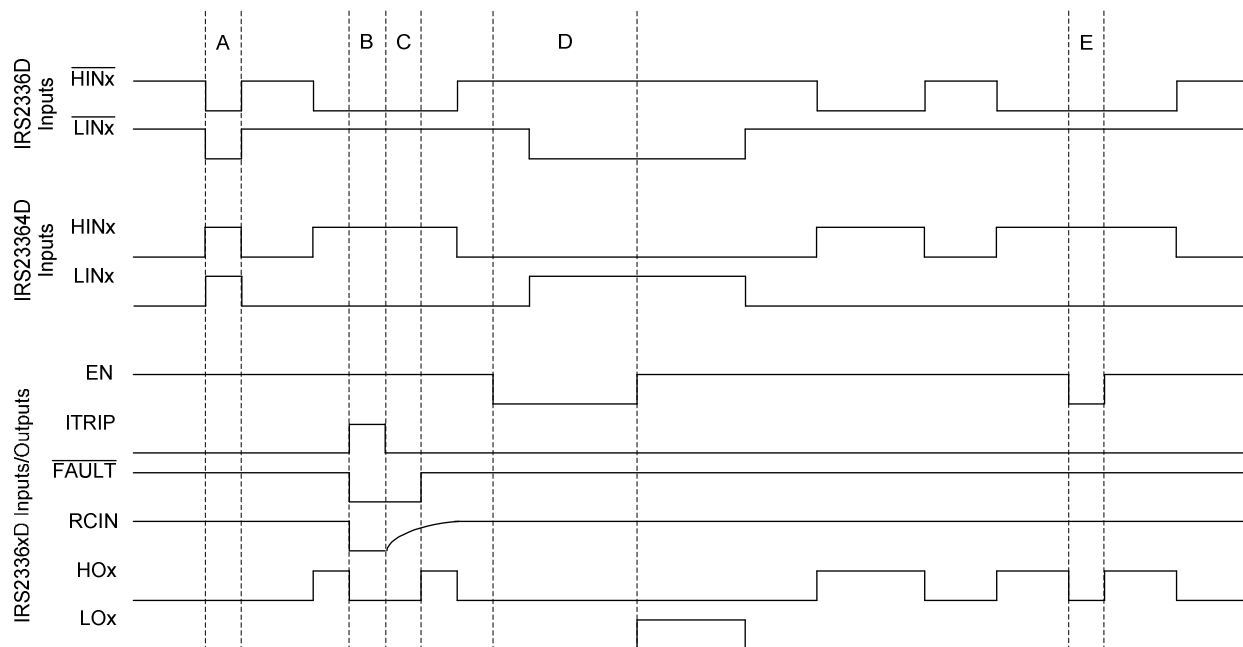 A
B
C
D
E
IRS2336D
Inputs
HINx
LINx
IRS23364D
Inputs
HINx
LINx
IRS2336xD Inputs/Outputs
EN
ITRIP
FAULT
RCIN
HOx
LOx